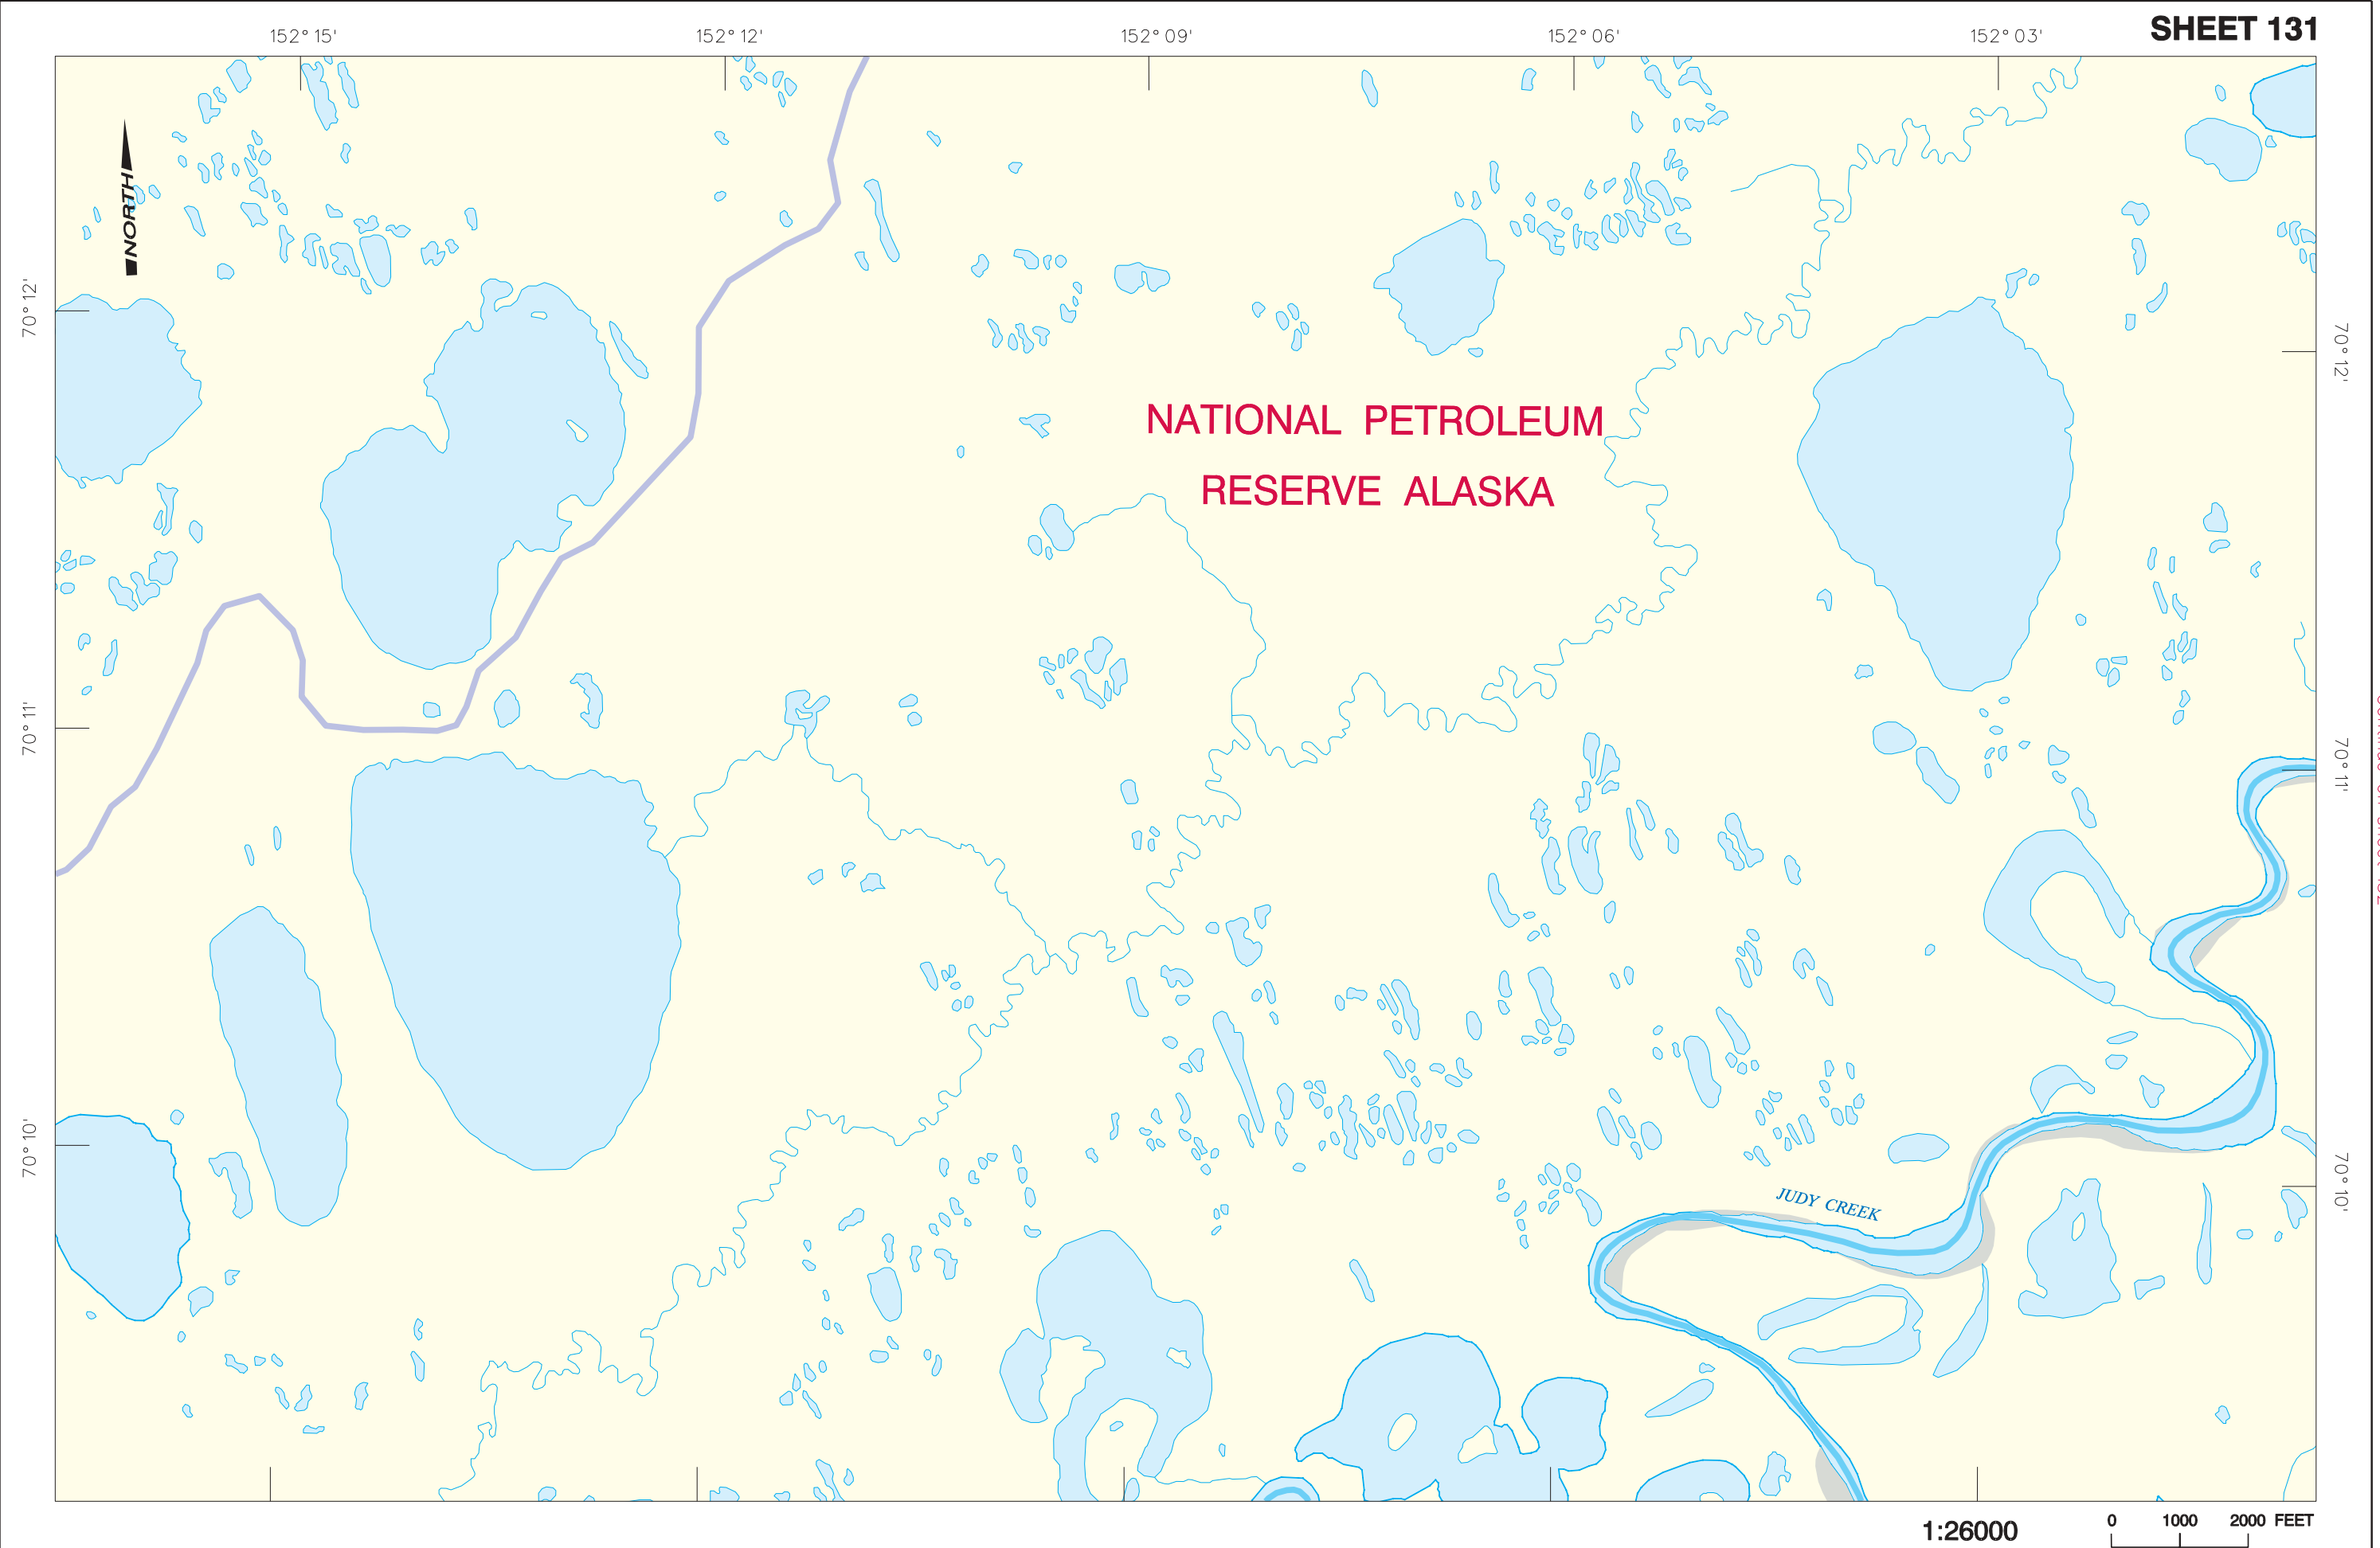 SHEET 131
152° 15'
152° 12'
152° 09'
152° 06'
152° 03'
NORTH
70° 12'
70° 12'
NATIONAL PETROLEUM
RESERVE ALASKA
70° 11'
70° 11'
70° 10'
70° 10'
JUDY CREEK
1:26000
0 1000 2000 FEET